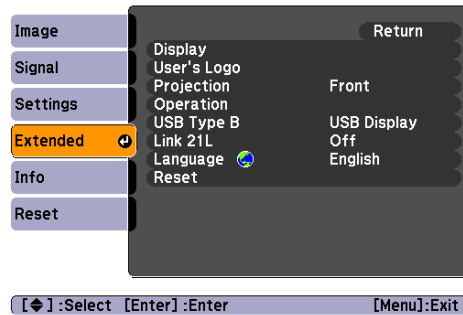 Image
Signal
Settings
Extended
Info
Reset
Return
Display
User's Logo
Projection Front
Operation
USB Type B USB Display
Link 21L Off
Language English
Reset
[◆]:Select [Enter]:Enter [Menu]:Exit